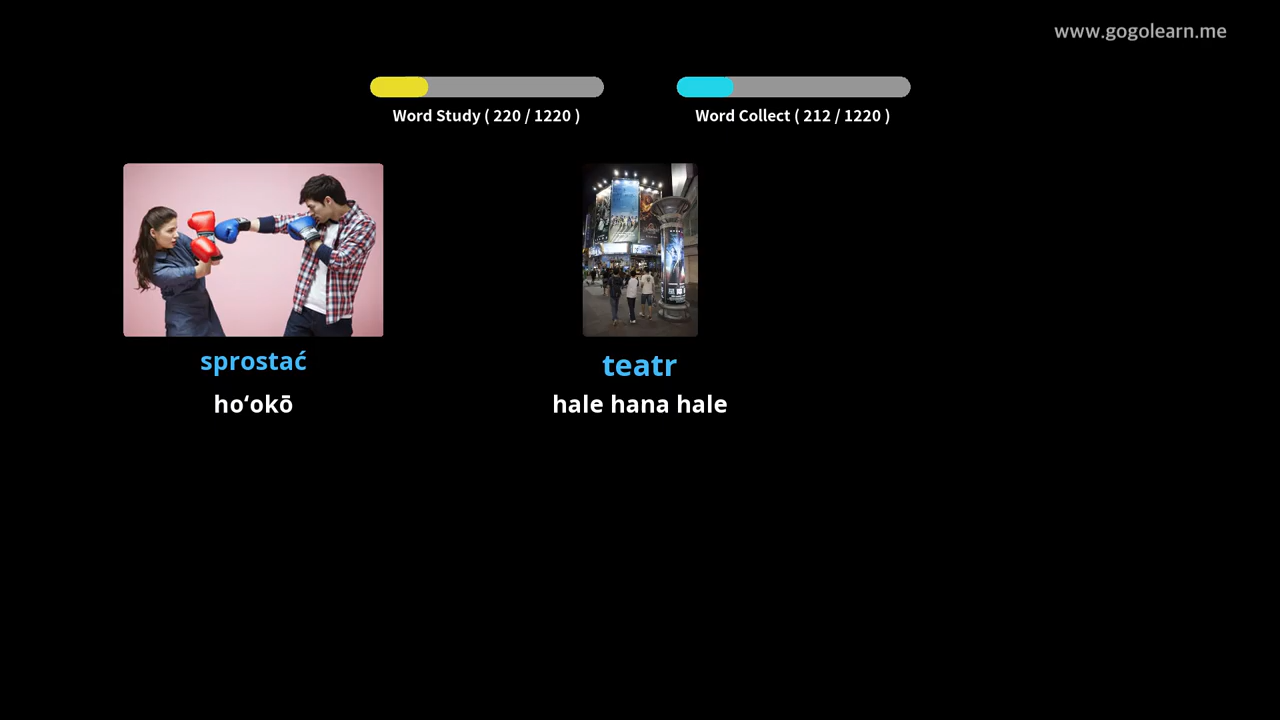 www.gogolearn.me
Word Study ( 220 / 1220 )
Word Collect ( 212 / 1220 )
sprostać
hoʻokō
teatr
hale hana hale